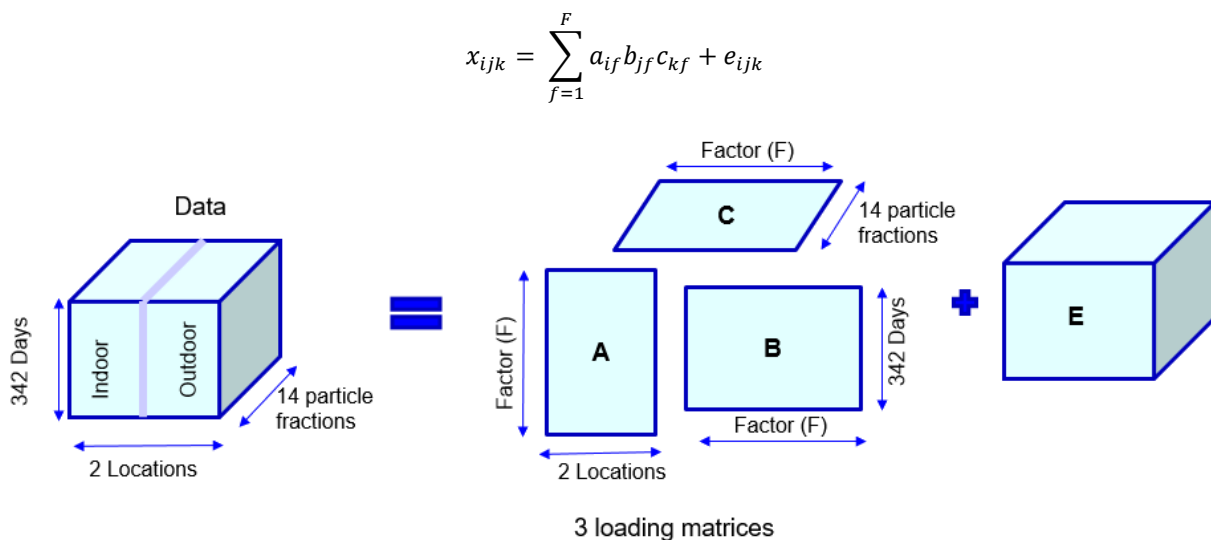 x_{ijk} = \sum_{f=1}^{F} a_{if} b_{jf} c_{kf} + e_{ijk}
Data
342 Days
Indoor
Outdoor
14 particle
fractions
2 Locations
Factor (F)
C
14 particle
fractions
Factor (F)
A
2 Locations
B
342 Days
Factor (F)
E
3 loading matrices